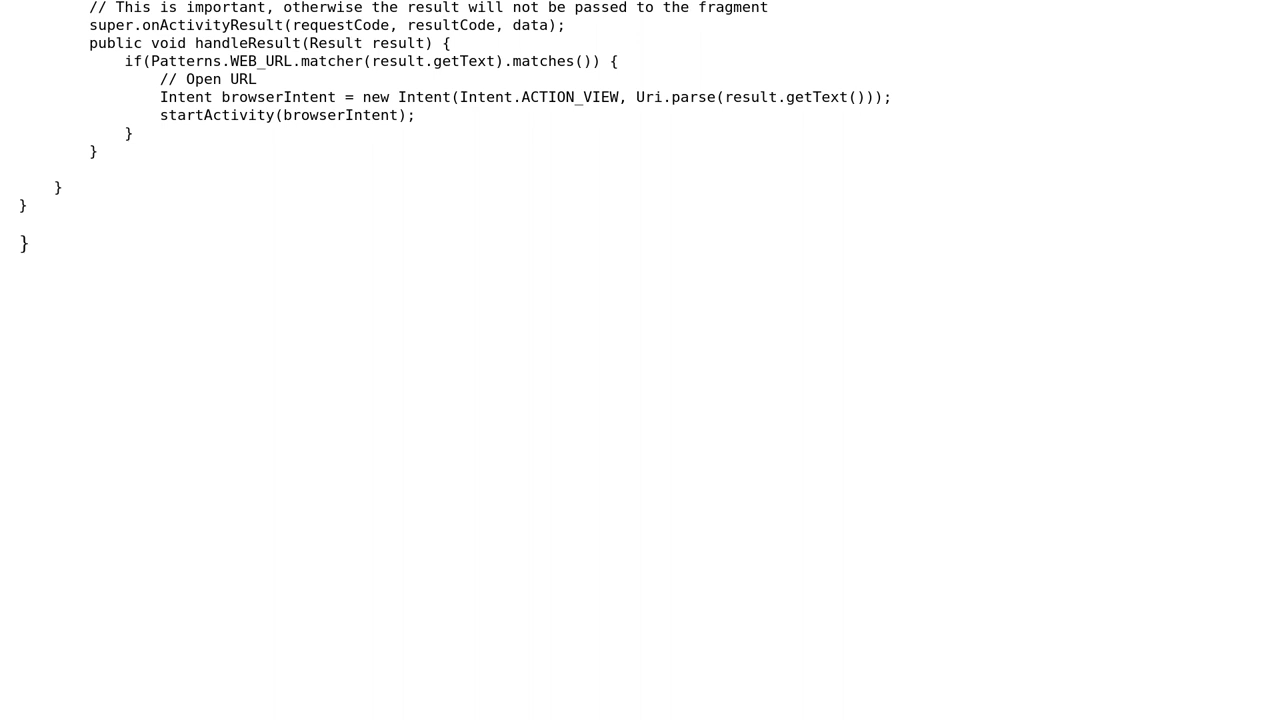 // This is important, otherwise the result will not be passed to the fragment
super.onActivityResult(requestCode, resultCode, data);
public void handleResult(Result result) {
if(Patterns.WEB_URL.matcher(result.getText).matches()) {
// Open URL
Intent browserIntent = new Intent(Intent.ACTION_VIEW, Uri.parse(result.getText()));
startActivity(browserIntent);
}
}
}
}
}